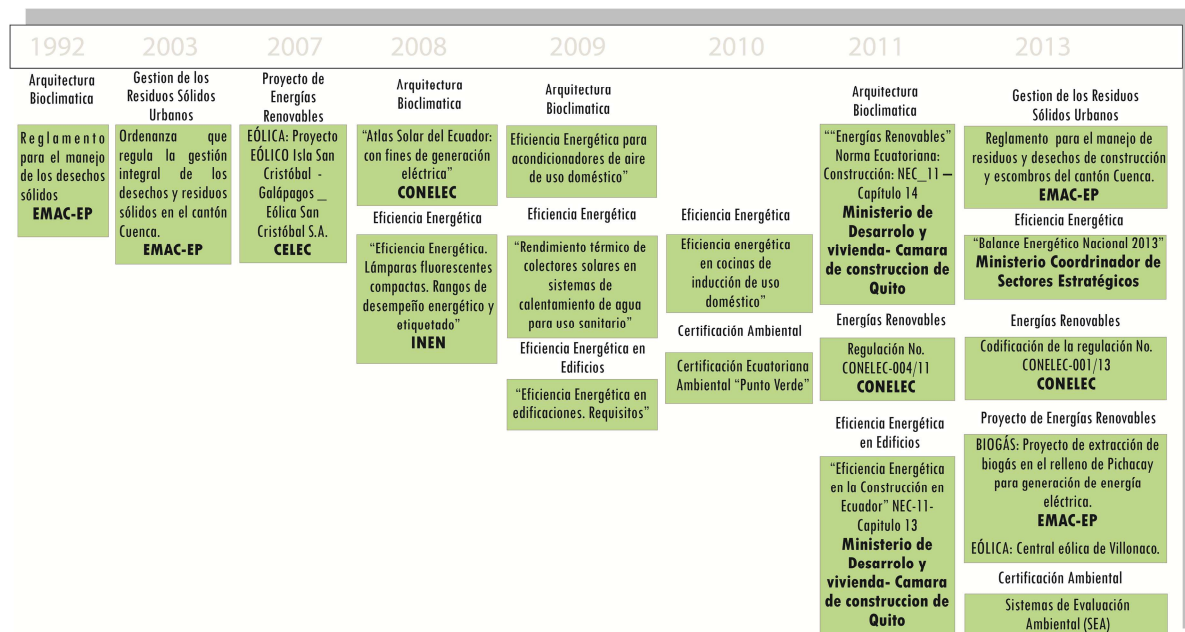 1992
2003
2007
2008
2009
2010
2011
2013
Arquitectura
Bioclimatica
Reglamento
para el manejo
de los desechos
sólidos
EMAC-EP
Gestion de los
Residuos Sólidos
Urbanos
Ordenanza que
regula la gestión
integral de los
desechos y residuos
sólidos en el cantón
Cuenca.
EMAC-EP
Proyecto de
Energías
Renovables
EÓLICA: Proyecto
EÓLICO Isla San
Cristóbal -
Galápagos _
Eólica San
Cristóbal S.A.
CELEC
Arquitectura
Bioclimatica
“Atlas Solar del Ecuador:
con fines de generación
eléctrica”
CONELEC
Eficiencia Energética
“Eficiencia Energética.
Lámparas fluorescentes
compactas. Rangos de
desempeño energético y
etiquetado”
INEN
Arquitectura
Bioclimatica
Eficiencia Energética para
acondicionadores de aire
de uso doméstico”
Eficiencia Energética
“Rendimiento térmico de
colectores solares en
sistemas de
calentamiento de agua
para uso sanitario”
Eficiencia Energética en
Edificios
“Eficiencia Energética en
edificaciones. Requisitos”
Eficiencia Energética
Eficiencia energética
en cocinas de
inducción de uso
doméstico”
Certificación Ambiental
Certificación Ecuatoriana
Ambiental “Punto Verde”
Arquitectura
Bioclimatica
““Energías Renovables”
Norma Ecuatoriana:
Construcción: NEC_11 –
Capítulo 14
Ministerio de
Desarrolo y
vivienda- Camara
de construccion de
Quito
Energías Renovables
Regulación No.
CONELEC-004/11
CONELEC
Eficiencia Energética
en Edificios
“Eficiencia Energética
en la Construcción en
Ecuador” NEC-11-
Capitulo 13
Ministerio de
Desarrolo y
vivienda- Camara
de construccion de
Quito
Gestion de los Residuos
Sólidos Urbanos
Reglamento para el manejo de
residuos y desechos de construcción
y escombros del cantón Cuenca.
EMAC-EP
Eficiencia Energética
“Balance Energético Nacional 2013”
Ministerio Coordrinador de
Sectores Estratégicos
Energías Renovables
Codificación de la regulación No.
CONELEC-001/13
CONELEC
Proyecto de Energías Renovables
BIOGÁS: Proyecto de extracción de
biogás en el relleno de Pichacay
para generación de energía
eléctrica.
EMAC-EP
EÓLICA: Central eólica de Villonaco.
Certificación Ambiental
Sistemas de Evaluación
Ambiental (SEA)